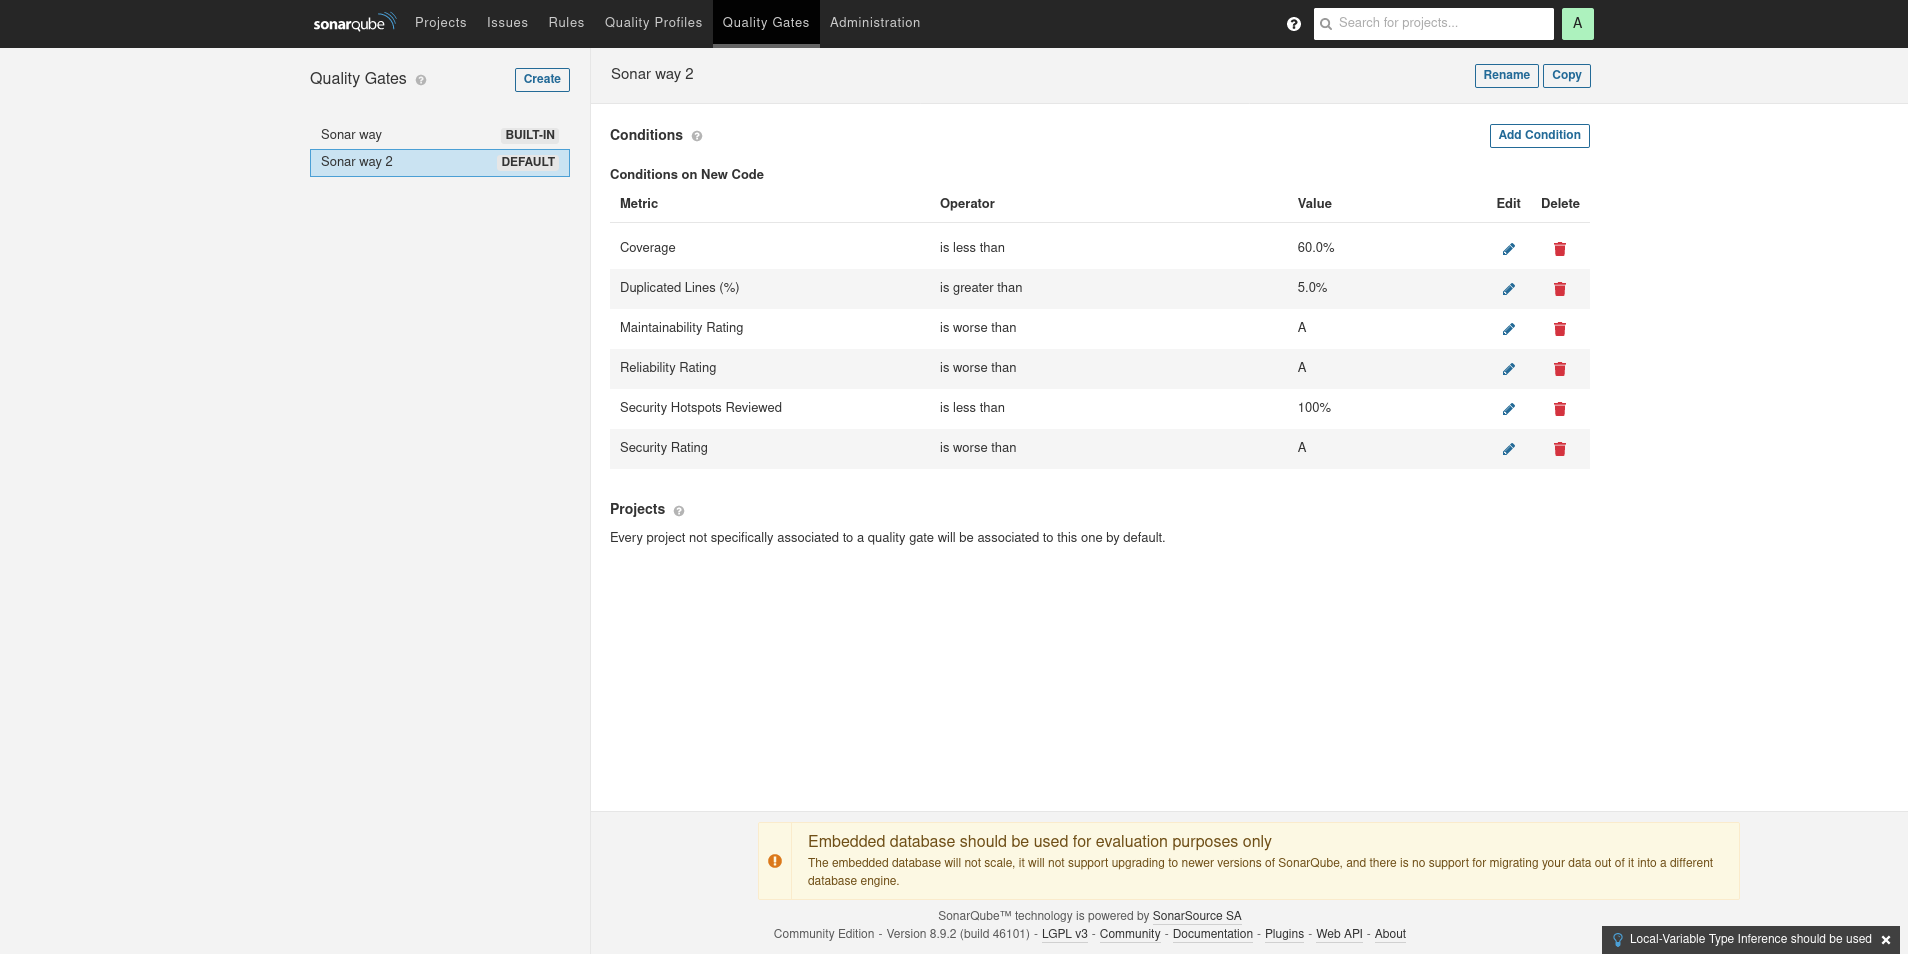 sonarqube Projects Issues Rules Quality Profiles Quality Gates Administration ? Search for projects... A
Quality Gates ? Create
Sonar way BUILT-IN
Sonar way 2 DEFAULT
Sonar way 2 Rename Copy
Conditions ? Add Condition
Conditions on New Code
Metric Operator Value Edit Delete
Coverage is less than 60.0%
Duplicated Lines (%) is greater than 5.0%
Maintainability Rating is worse than A
Reliability Rating is worse than A
Security Hotspots Reviewed is less than 100%
Security Rating is worse than A
Projects ?
Every project not specifically associated to a quality gate will be associated to this one by default.
Embedded database should be used for evaluation purposes only
The embedded database will not scale, it will not support upgrading to newer versions of SonarQube, and there is no support for migrating your data out of it into a different
database engine.
SonarQube™ technology is powered by SonarSource SA
Community Edition - Version 8.9.2 (build 46101) - LGPL v3 - Community - Documentation - Plugins - Web API - About
Local-Variable Type Inference should be used